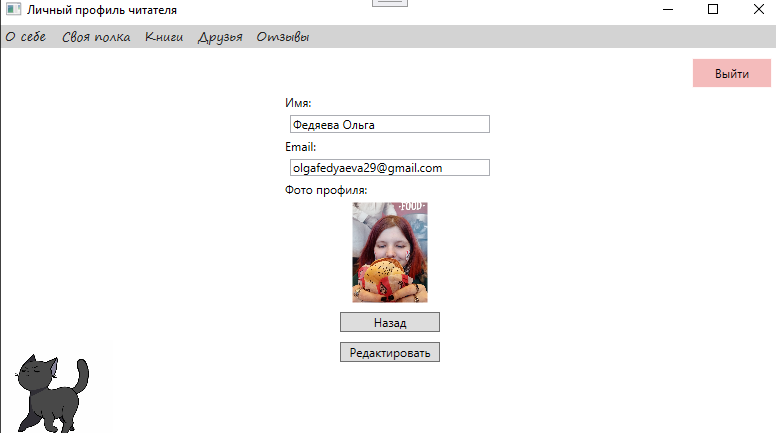 Личный профиль читателя
О себе Своя полка Книги Друзья Отзывы
Выйти
Имя:
Федяева Ольга
Email:
olgafedyaeva29@gmail.com
Фото профиля:
·FOOD·
Назад
Редактировать